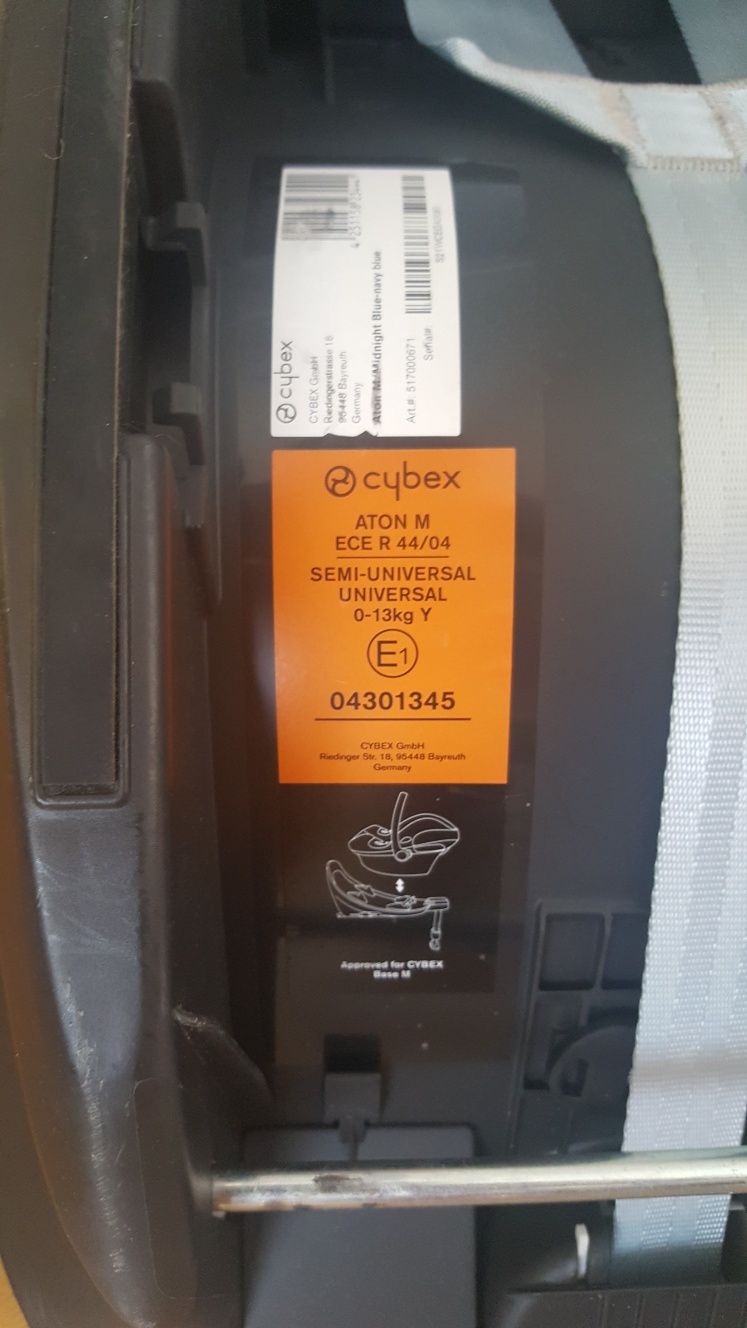 cybex
CYBEX GmbH
Riedingerstrasse 18
95448 Bayreuth
Germany
Aton M/Midnight Blue-navy blue
Art.#: 517000671
Serial#:
cybex
ATON M
ECE R 44/04
SEMI-UNIVERSAL
UNIVERSAL
0-13kg Y
E1
04301345
CYBEX GmbH
Riedinger Str. 18, 95448 Bayreuth
Germany
Approved for CYBEX
Base M